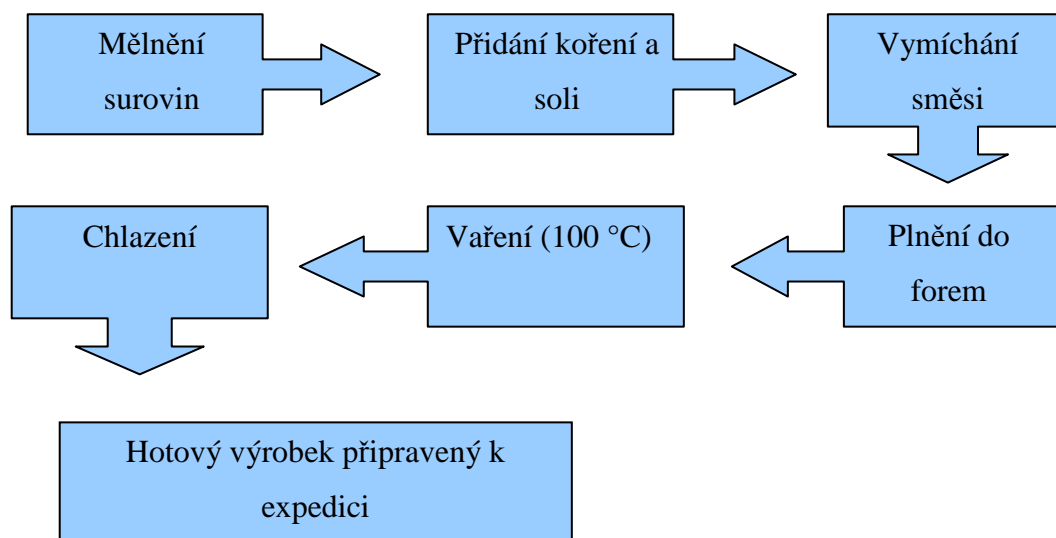 Mělnění
surovin
Přidání koření a
soli
Vymíchání
směsi
Plnění do
forem
Vaření (100 °C)
Chlazení
Hotový výrobek připravený k
expedici